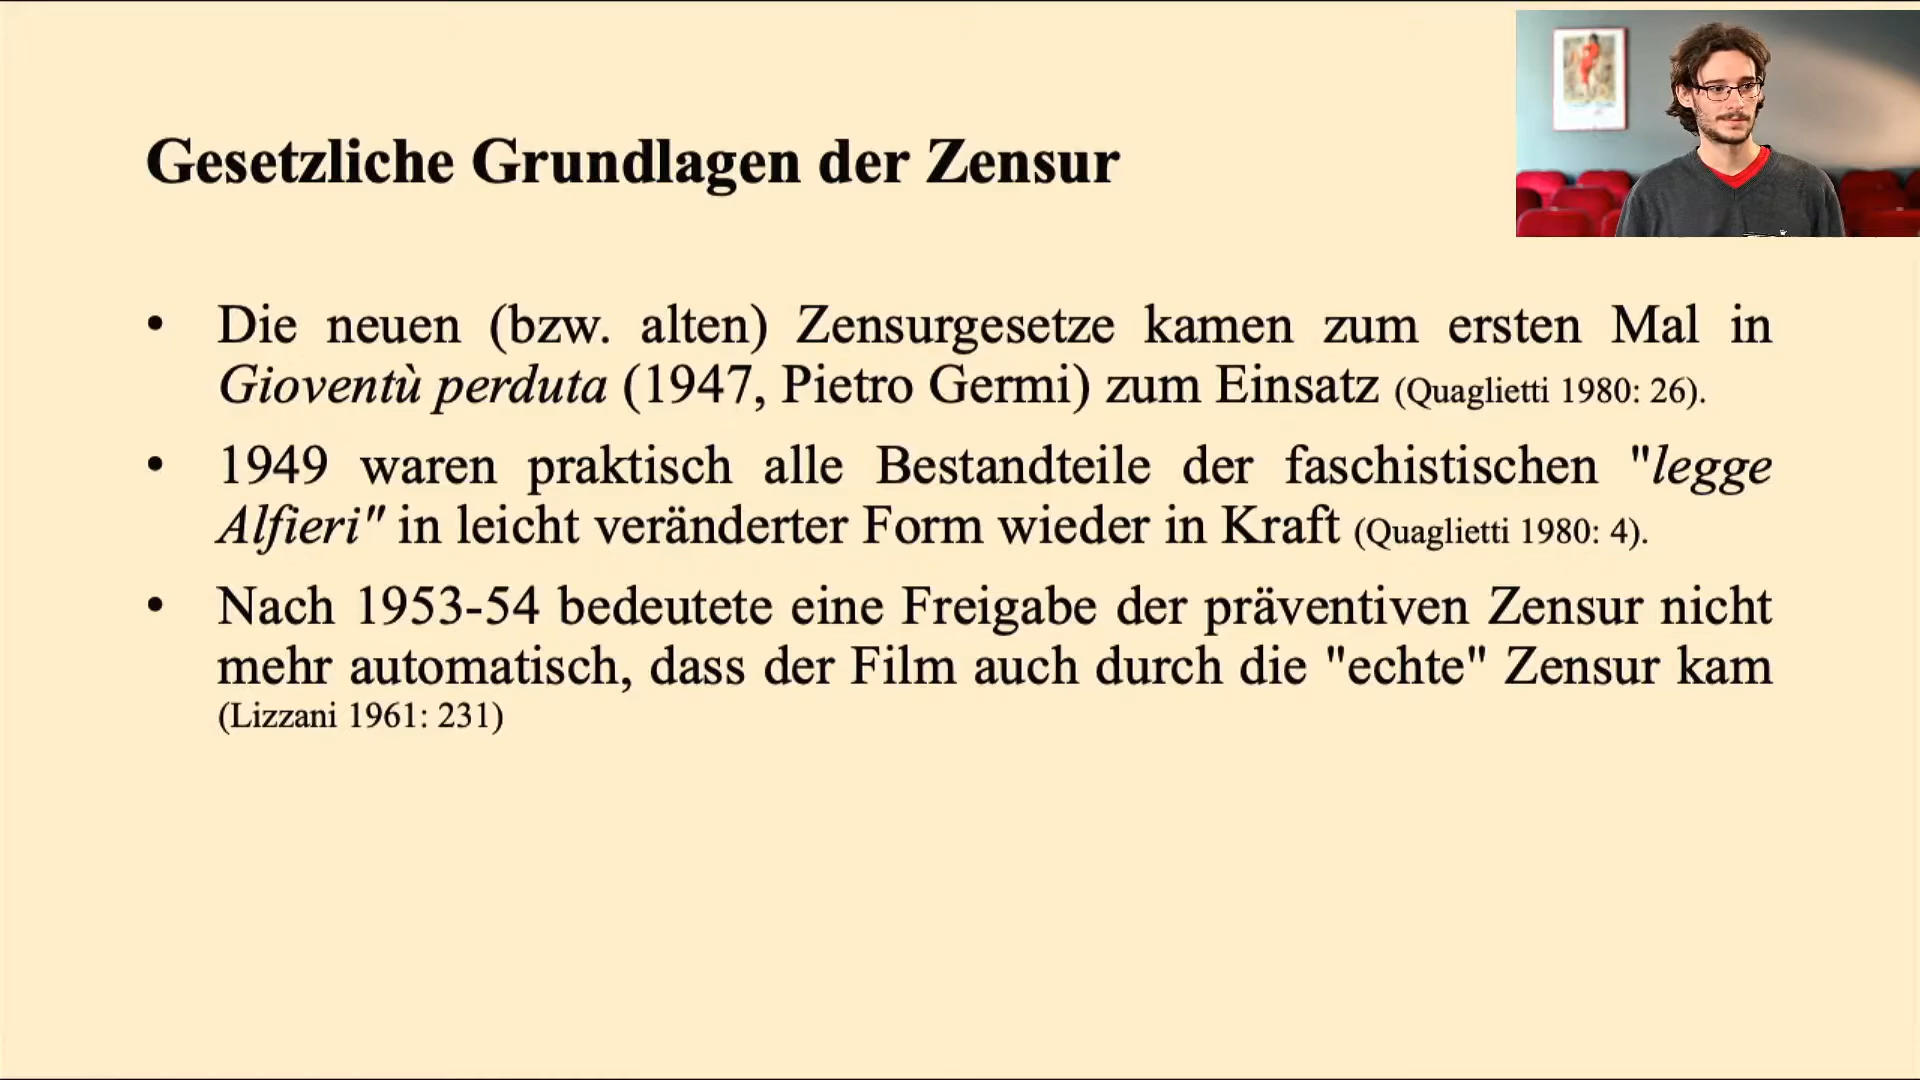 Gesetzliche Grundlagen der Zensur
• Die neuen (bzw. alten) Zensurgesetze kamen zum ersten Mal in
Gioventù perduta (1947, Pietro Germi) zum Einsatz (Quaglietti 1980: 26).
• 1949 waren praktisch alle Bestandteile der faschistischen "legge
Alfieri" in leicht veränderter Form wieder in Kraft (Quaglietti 1980: 4).
• Nach 1953-54 bedeutete eine Freigabe der präventiven Zensur nicht
mehr automatisch, dass der Film auch durch die "echte" Zensur kam
(Lizzani 1961: 231)